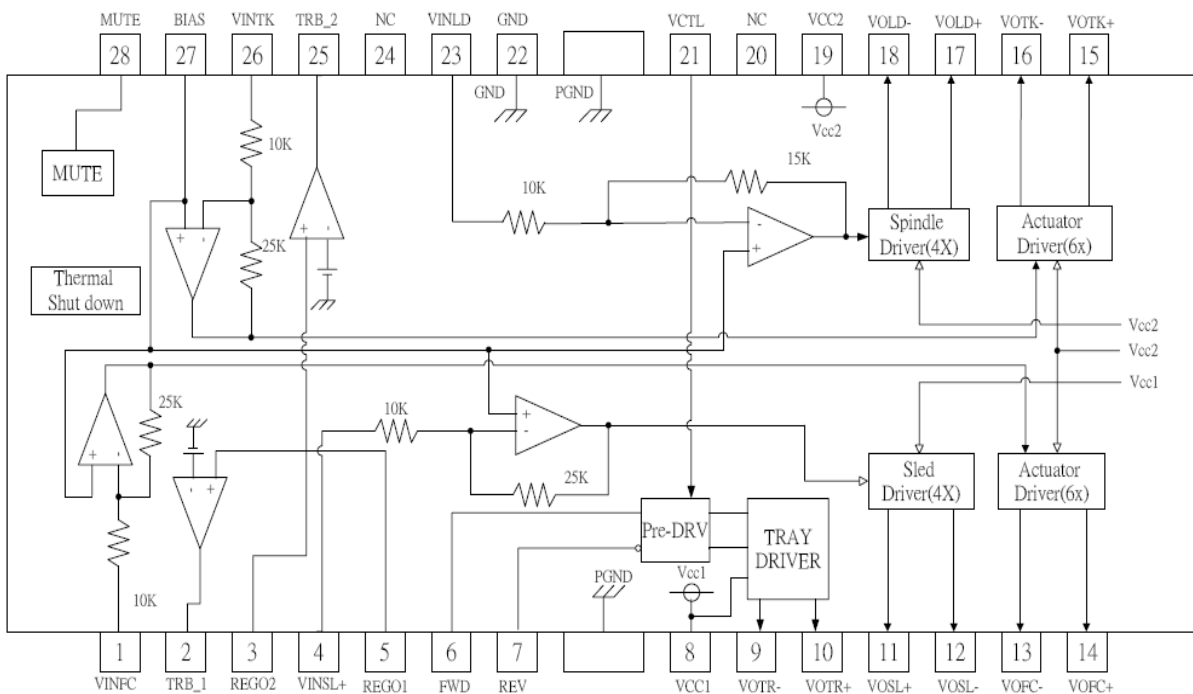 MUTE BIAS VINTK TRB_2 NC VINLD GND VCTL NC VCC2 VOLD- VOLD+ VOTK- VOTK+
28 27 26 25 24 23 22 21 20 19 18 17 16 15
GND PGND
Vcc2
10K
MUTE
15K
10K
25K
+ - + - - +
Spindle Driver(4X)
Actuator Driver(6x)
Thermal
Shut down
Vcc2
Vcc2
Vcc1
25K
10K
+ - - + + -
25K
Sled Driver(4X)
Actuator Driver(6x)
Pre-DRV
TRAY
DRIVER
PGND
Vcc1
10K
1 2 3 4 5 6 7 8 9 10 11 12 13 14
VINFC TRB_1 REGO2 VINSL+ REGO1 FWD REV VCC1 VOTR- VOTR+ VOSL+ VOSL- VOFC- VOFC+